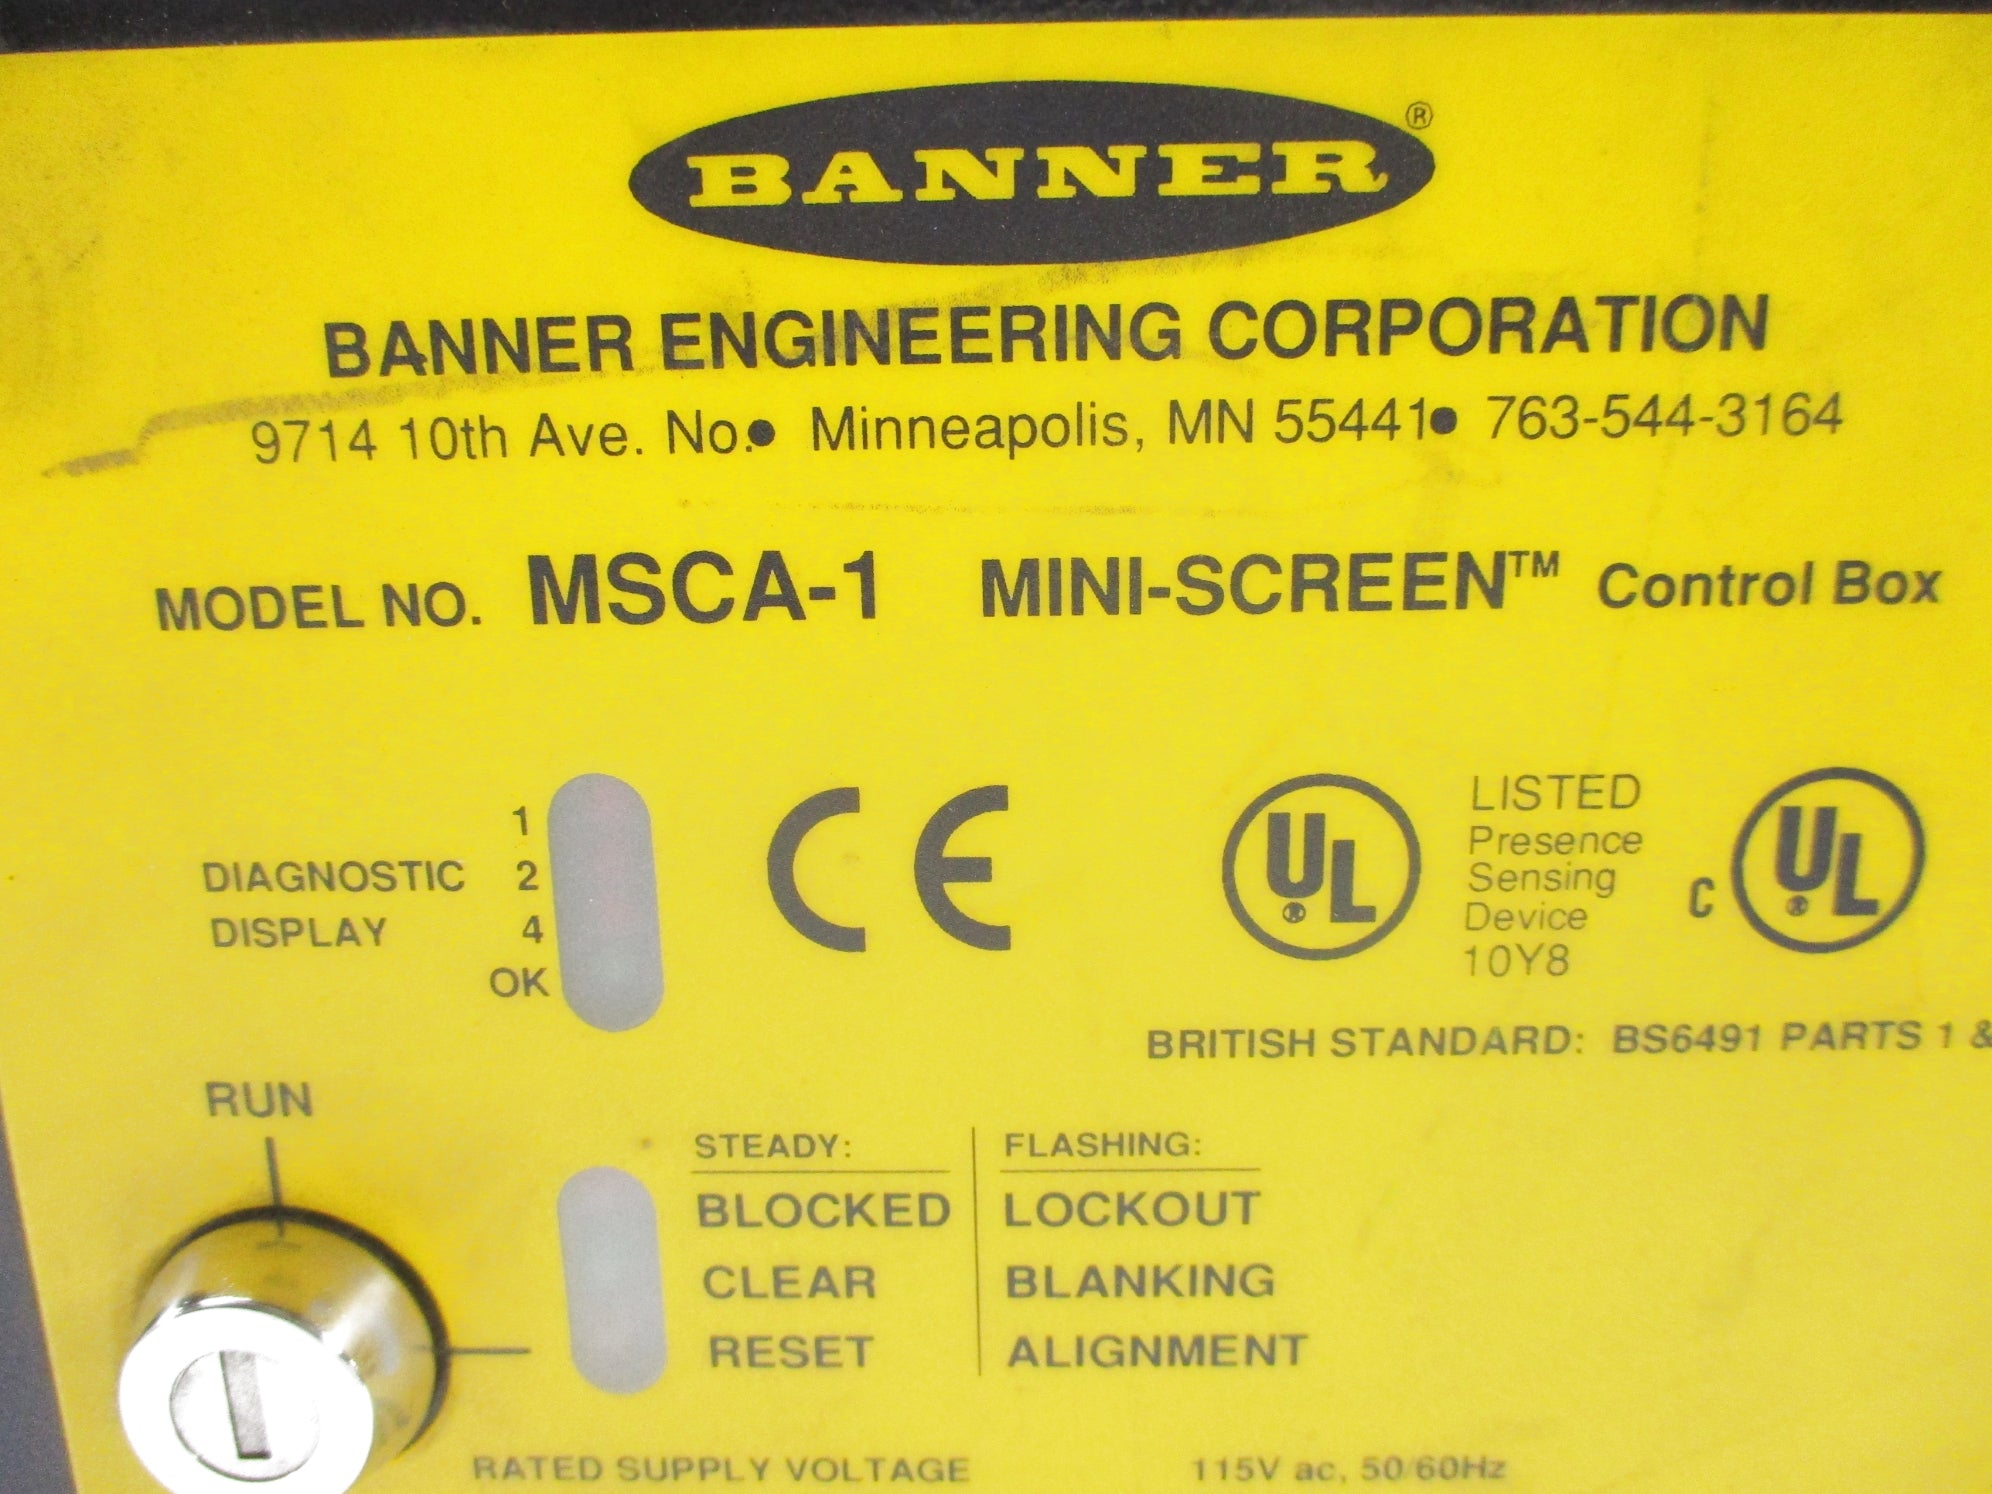 BANNER®
BANNER ENGINEERING CORPORATION
9714 10th Ave. No.● Minneapolis, MN 55441● 763-544-3164
MODEL NO. MSCA-1 MINI-SCREEN™ Control Box
1
DIAGNOSTIC 2
DISPLAY 4
OK
CE
UL®
LISTED
Presence
Sensing
Device
10Y8
C UL®
BRITISH STANDARD: BS6491 PARTS 1 &
RUN
STEADY: FLASHING:
BLOCKED LOCKOUT
CLEAR BLANKING
RESET ALIGNMENT
RATED SUPPLY VOLTAGE 115V ac, 50/60Hz